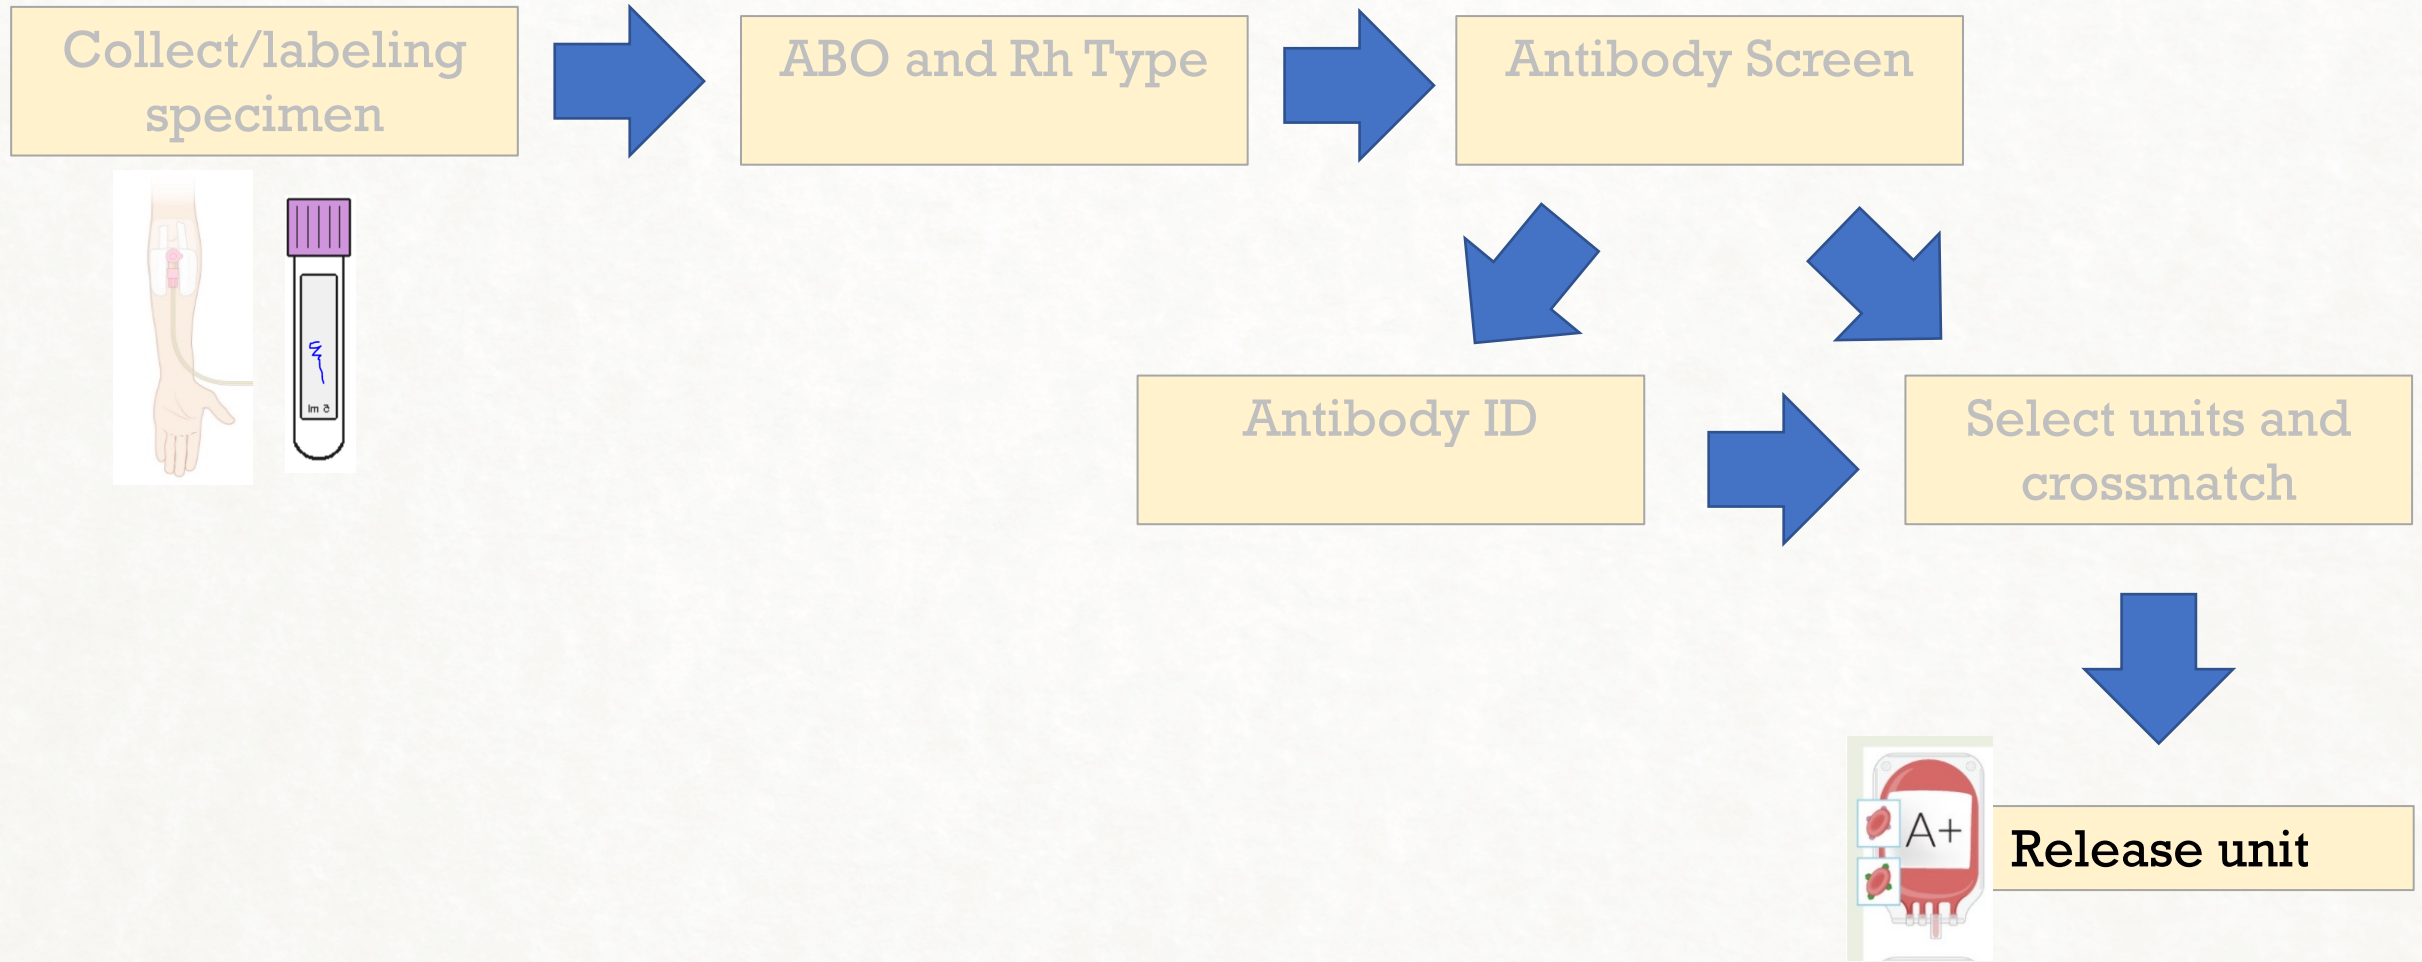 Collect/labeling
specimen
ABO and Rh Type
Antibody Screen
Antibody ID
Select units and
crossmatch
A+
Release unit